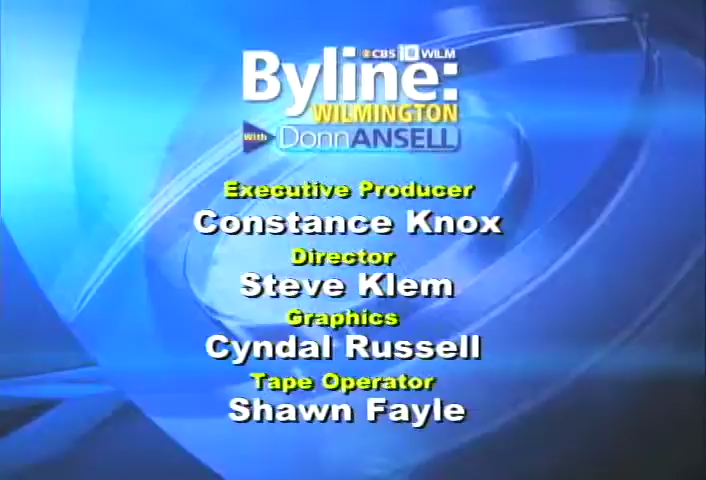 CBS 10 WILM
Byline:
WILMINGTON
With DonnANSELL
Executive Producer
Constance Knox
Director
Steve Klem
Graphics
Cyndal Russell
Tape Operator
Shawn Fayle